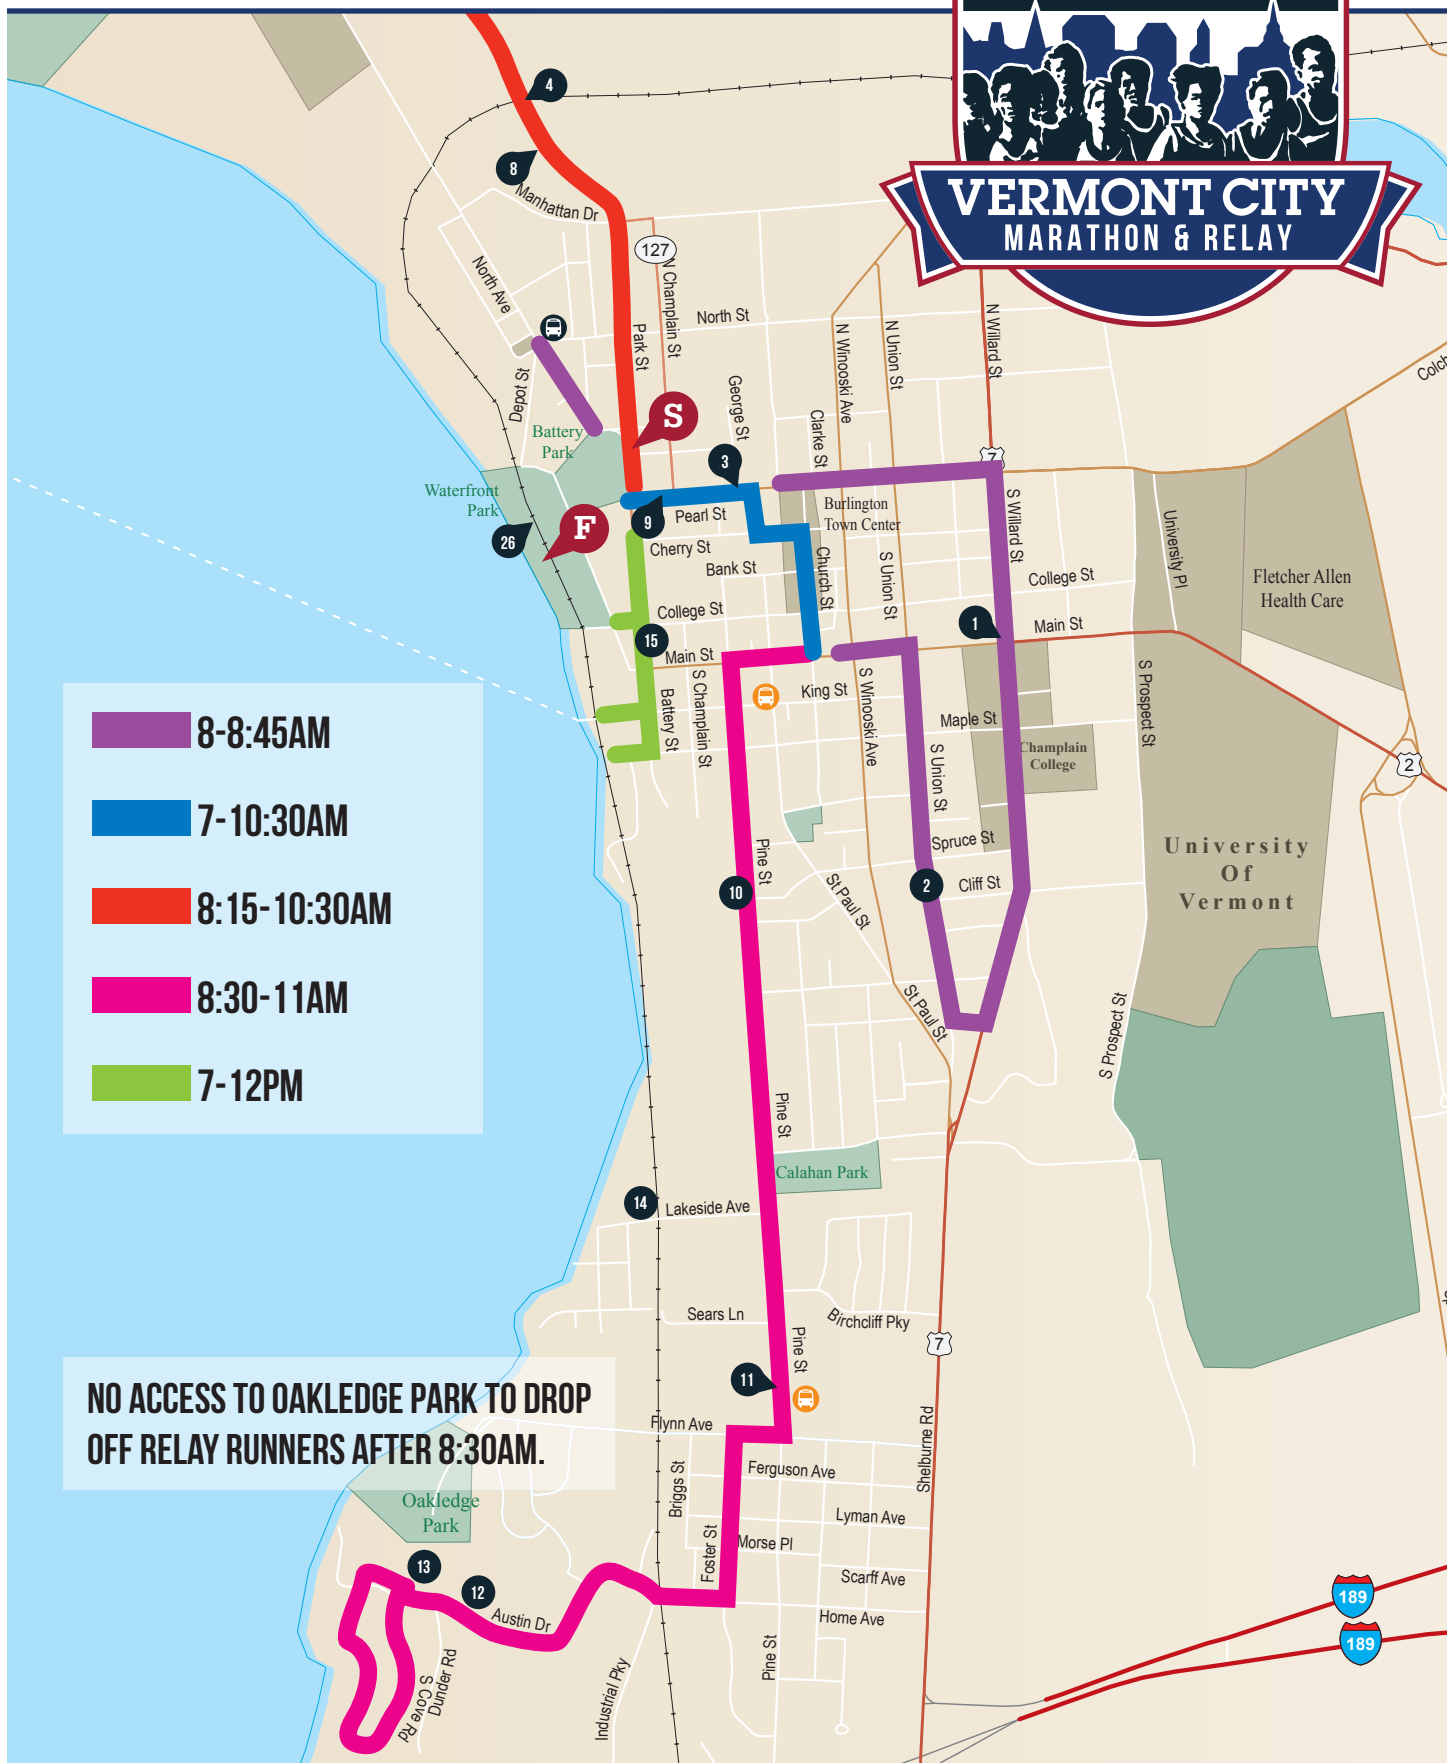 VERMONT CITY
MARATHON & RELAY
4
8
Manhattan Dr
127
North Ave
N Champlain St
North St
Park St
N Winooski Ave
N Union St
N Willard St
Depot St
George St
Clarke St
S
Battery
Park
3
7
Waterfront
Park
26
F
9
Pearl St
Burlington
Town Center
Cherry St
Bank St
Church St
S Union St
S Willard St
University Pl
College St
Fletcher Allen
Health Care
College St
15
1
Main St
Main St
King St
S Champlain St
Battery St
S Winooski Ave
Maple St
S Prospect St
S Union St
Champlain
College
2
8-8:45AM
7-10:30AM
8:15-10:30AM
8:30-11AM
7-12PM
Pine St
Spruce St
10
St Paul St
2
Cliff St
University
Of
Vermont
St Paul St
S Prospect St
Pine St
Calahan Park
14
Lakeside Ave
Sears Ln
Birchcliff Pky
Pine St
7
11
NO ACCESS TO OAKLEDGE PARK TO DROP
OFF RELAY RUNNERS AFTER 8:30AM.
Flynn Ave
Shelburne Rd
Ferguson Ave
Briggs St
Oakledge
Park
Lyman Ave
Morse Pl
Foster St
13
12
Scarff Ave
Austin Dr
Home Ave
189
189
Pine St
Dunder Rd
S Cove Rd
Industrial Pky